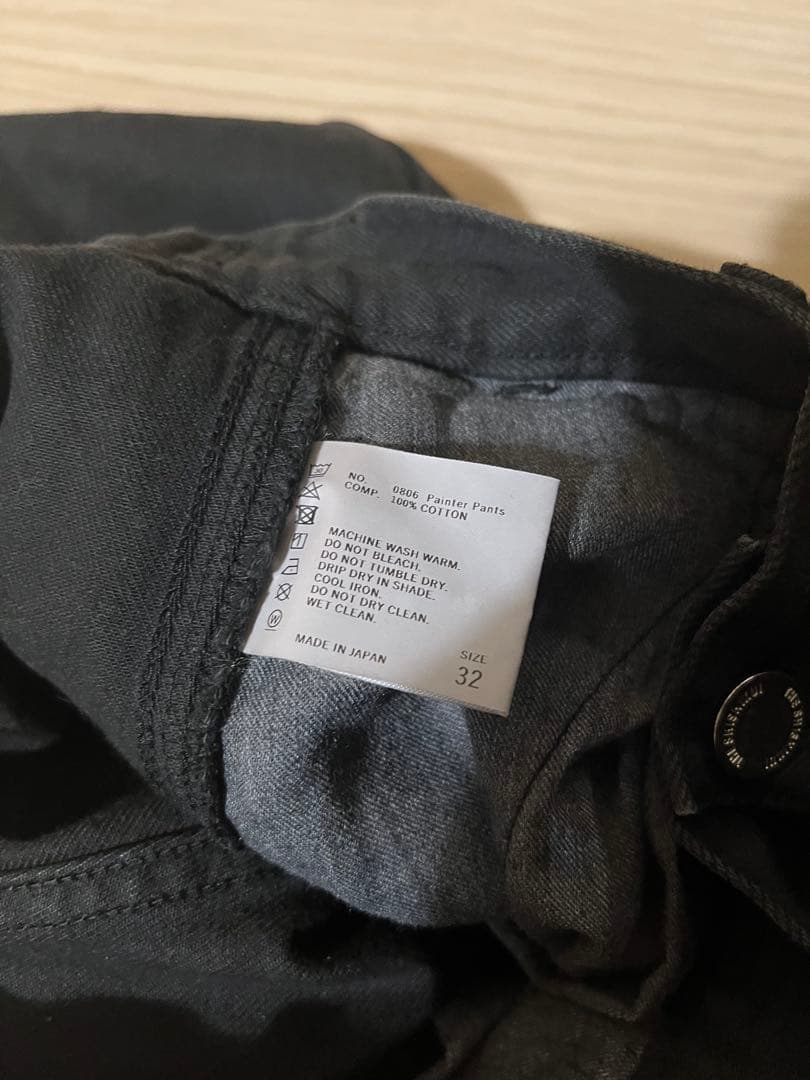 NO. 0806 Painter Pants
COMP. 100% COTTON
MACHINE WASH WARM.
DO NOT BLEACH.
DO NOT TUMBLE DRY.
DRIP DRY IN SHADE.
COOL IRON.
DO NOT DRY CLEAN.
WET CLEAN.
MADE IN JAPAN
SIZE
32